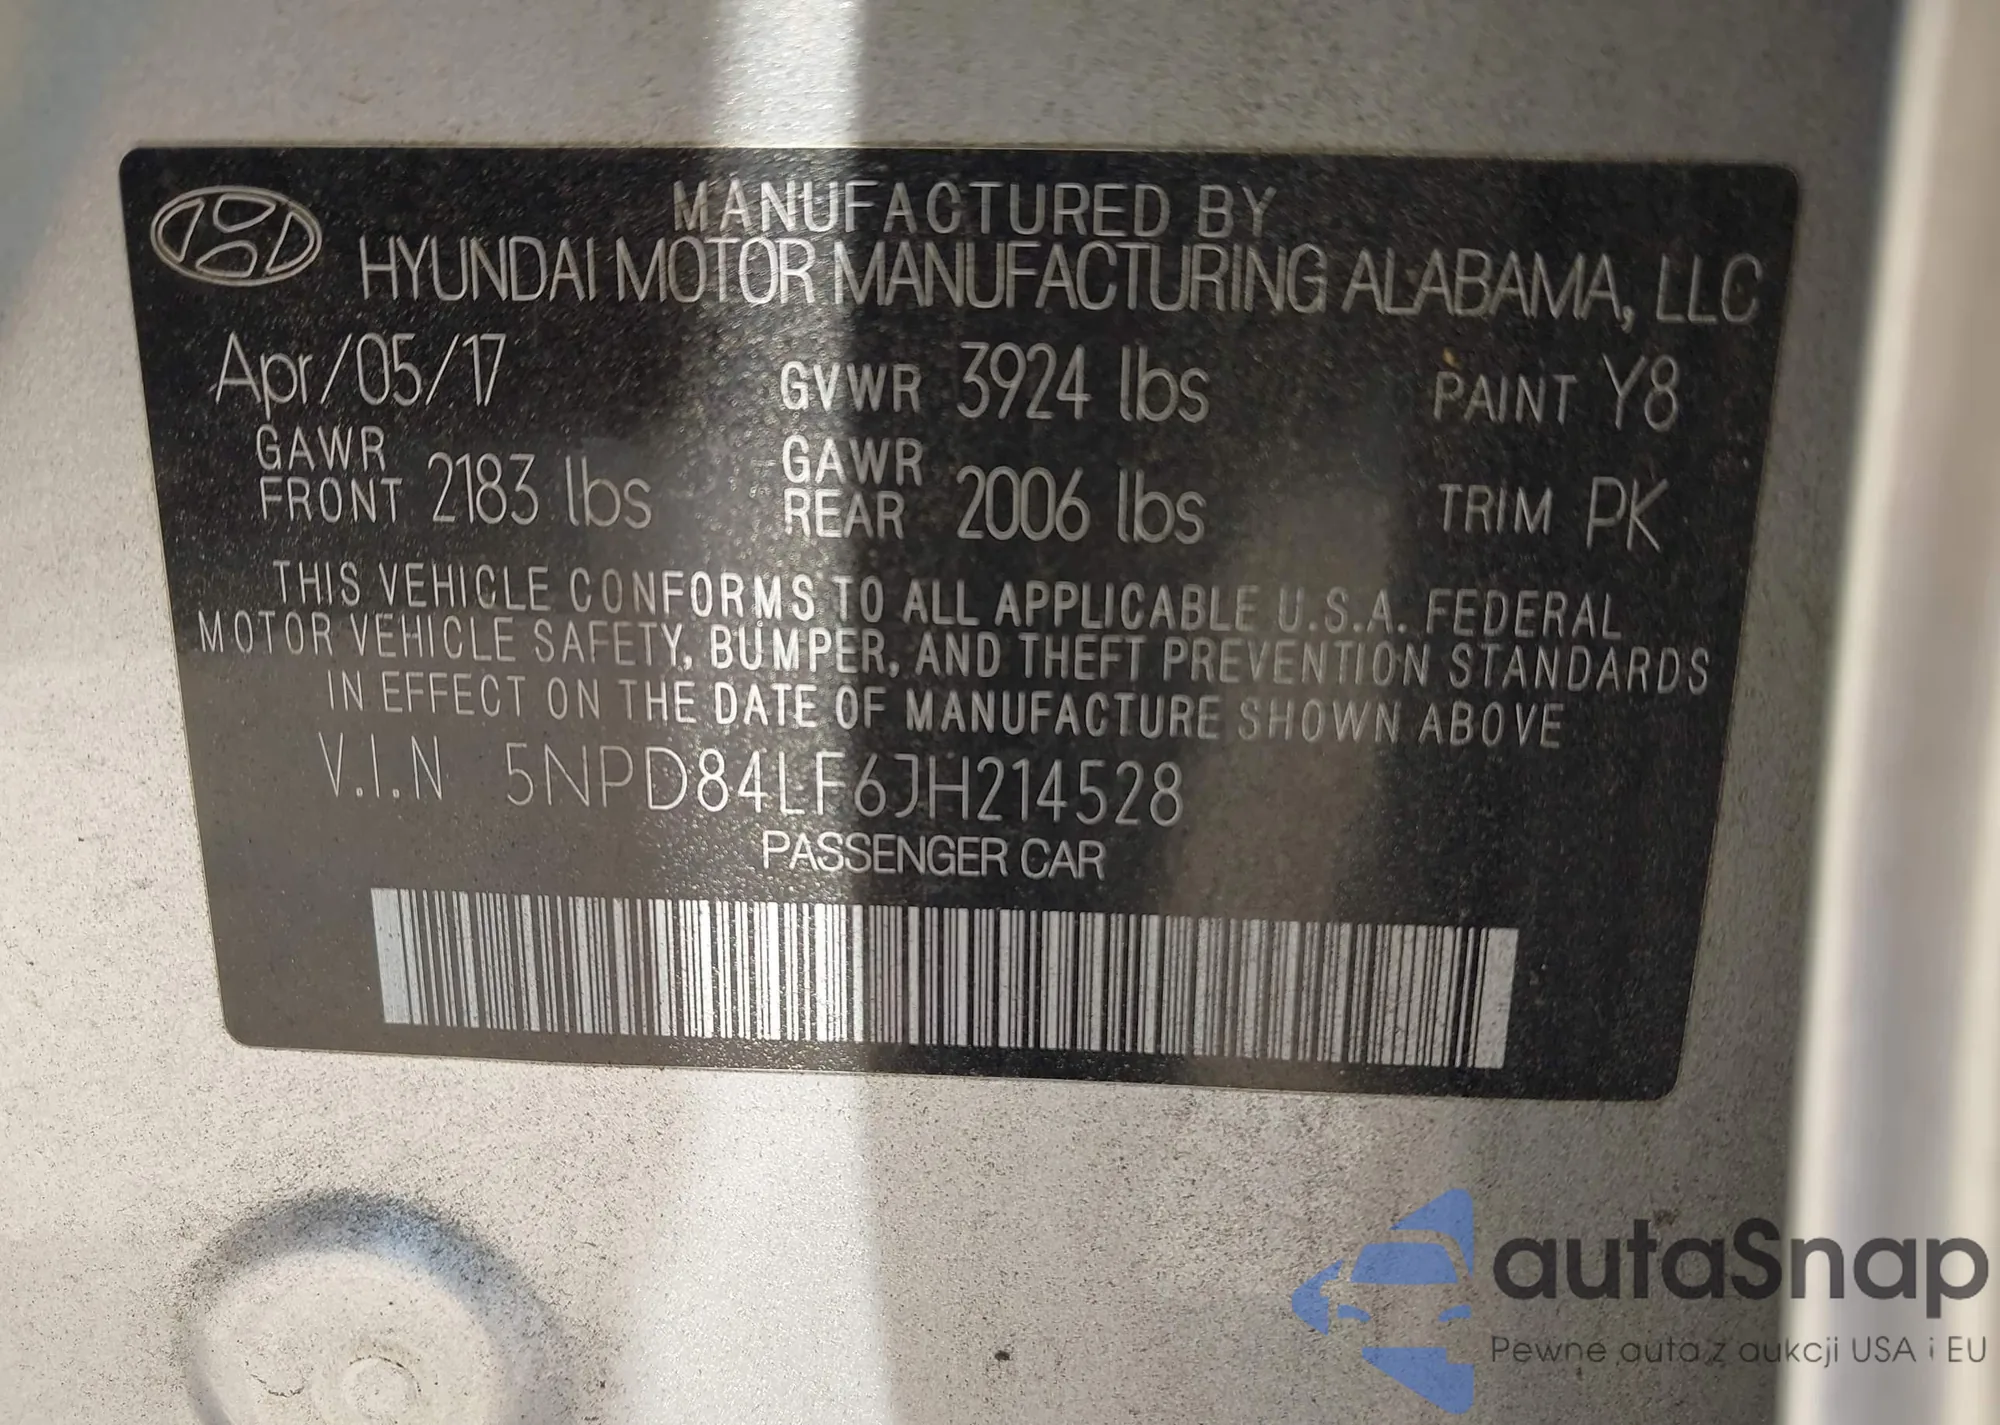 MANUFACTURED BY
HYUNDAI MOTOR MANUFACTURING ALABAMA, LLC
Apr/05/17 GVWR 3924 lbs PAINT Y8
GAWR FRONT 2183 lbs GAWR REAR 2006 lbs TRIM PK
THIS VEHICLE CONFORMS TO ALL APPLICABLE U.S.A. FEDERAL
MOTOR VEHICLE SAFETY, BUMPER, AND THEFT PREVENTION STANDARDS
IN EFFECT ON THE DATE OF MANUFACTURE SHOWN ABOVE
V.I.N 5NPD84LF6JH214528
PASSENGER CAR
autaSnap
Pewne auta z aukcji USA i EU